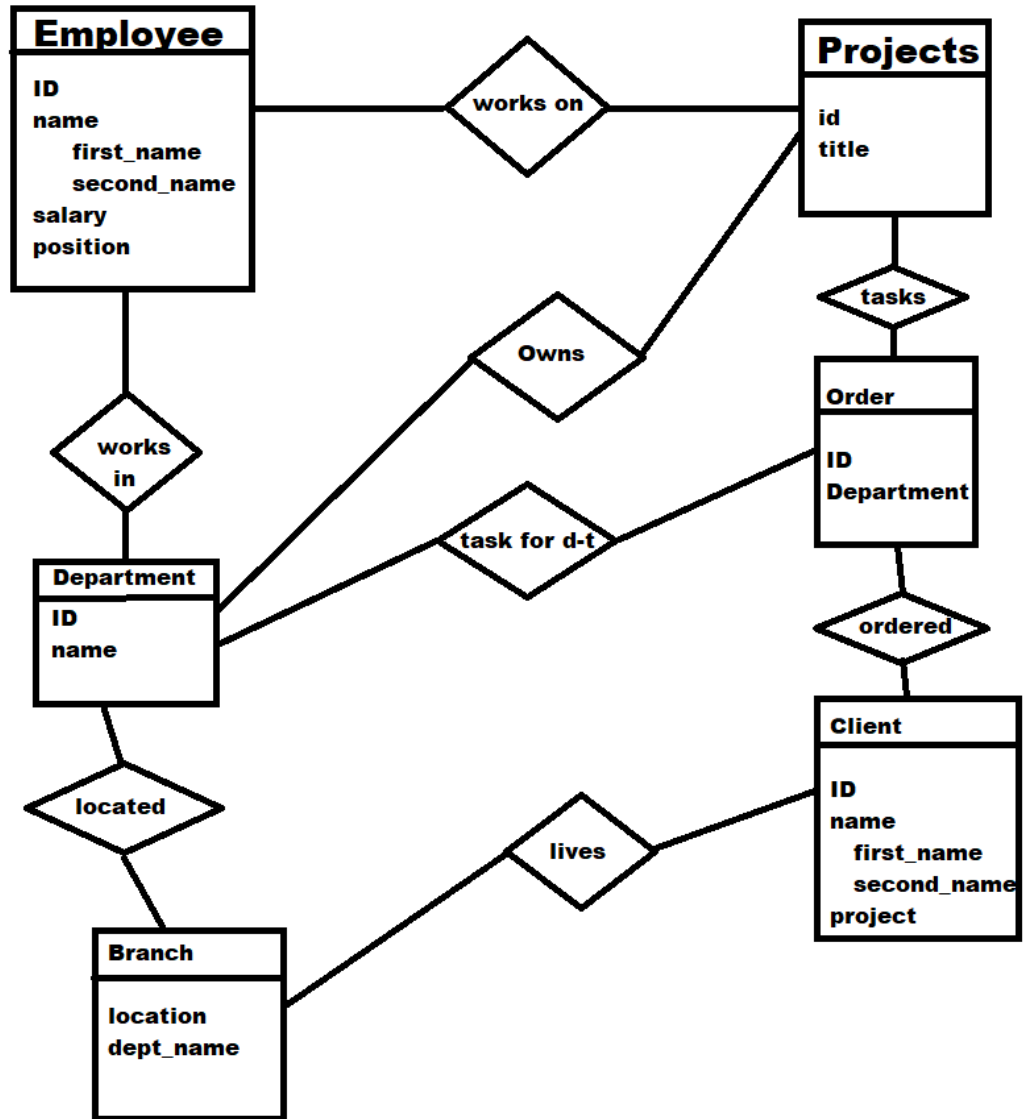 Employee
ID
name
first_name
second_name
salary
position
works on
Projects
id
title
tasks
Owns
works
in
Order
ID
Department
task for d-t
Department
ID
name
ordered
located
Client
ID
name
first_name
second_name
project
lives
Branch
location
dept_name